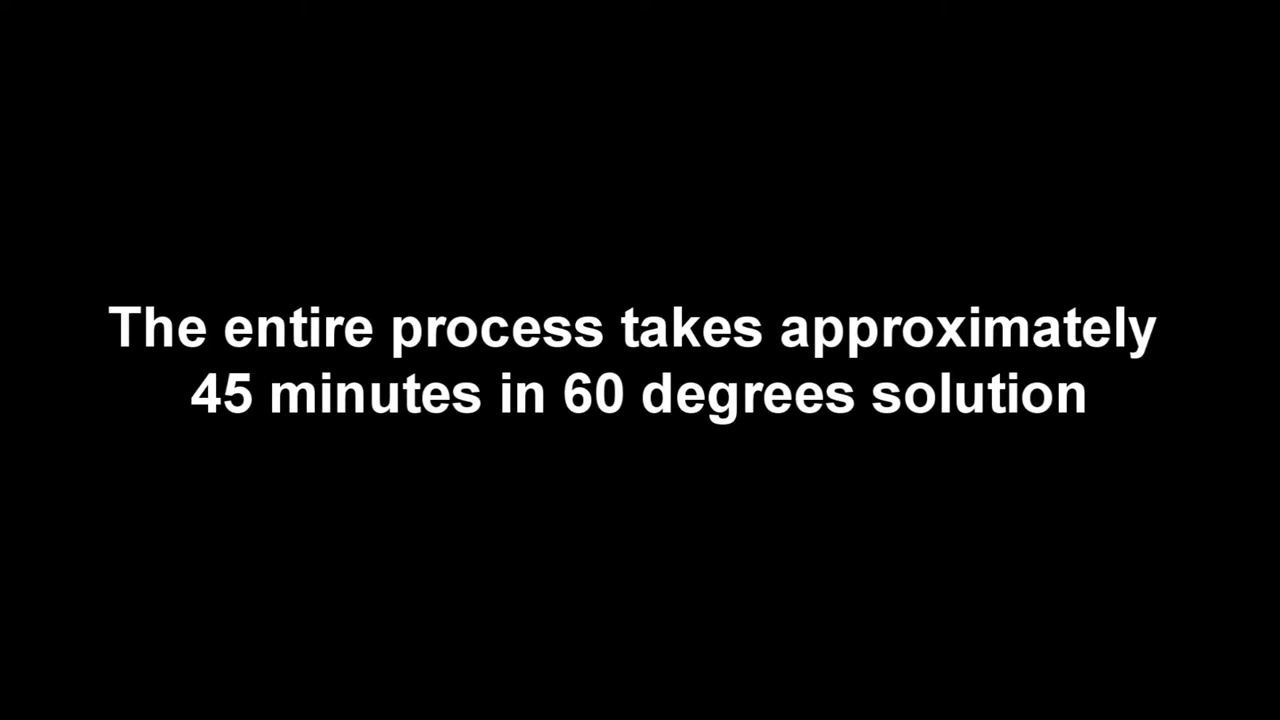 The entire process takes approximately
45 minutes in 60 degrees solution